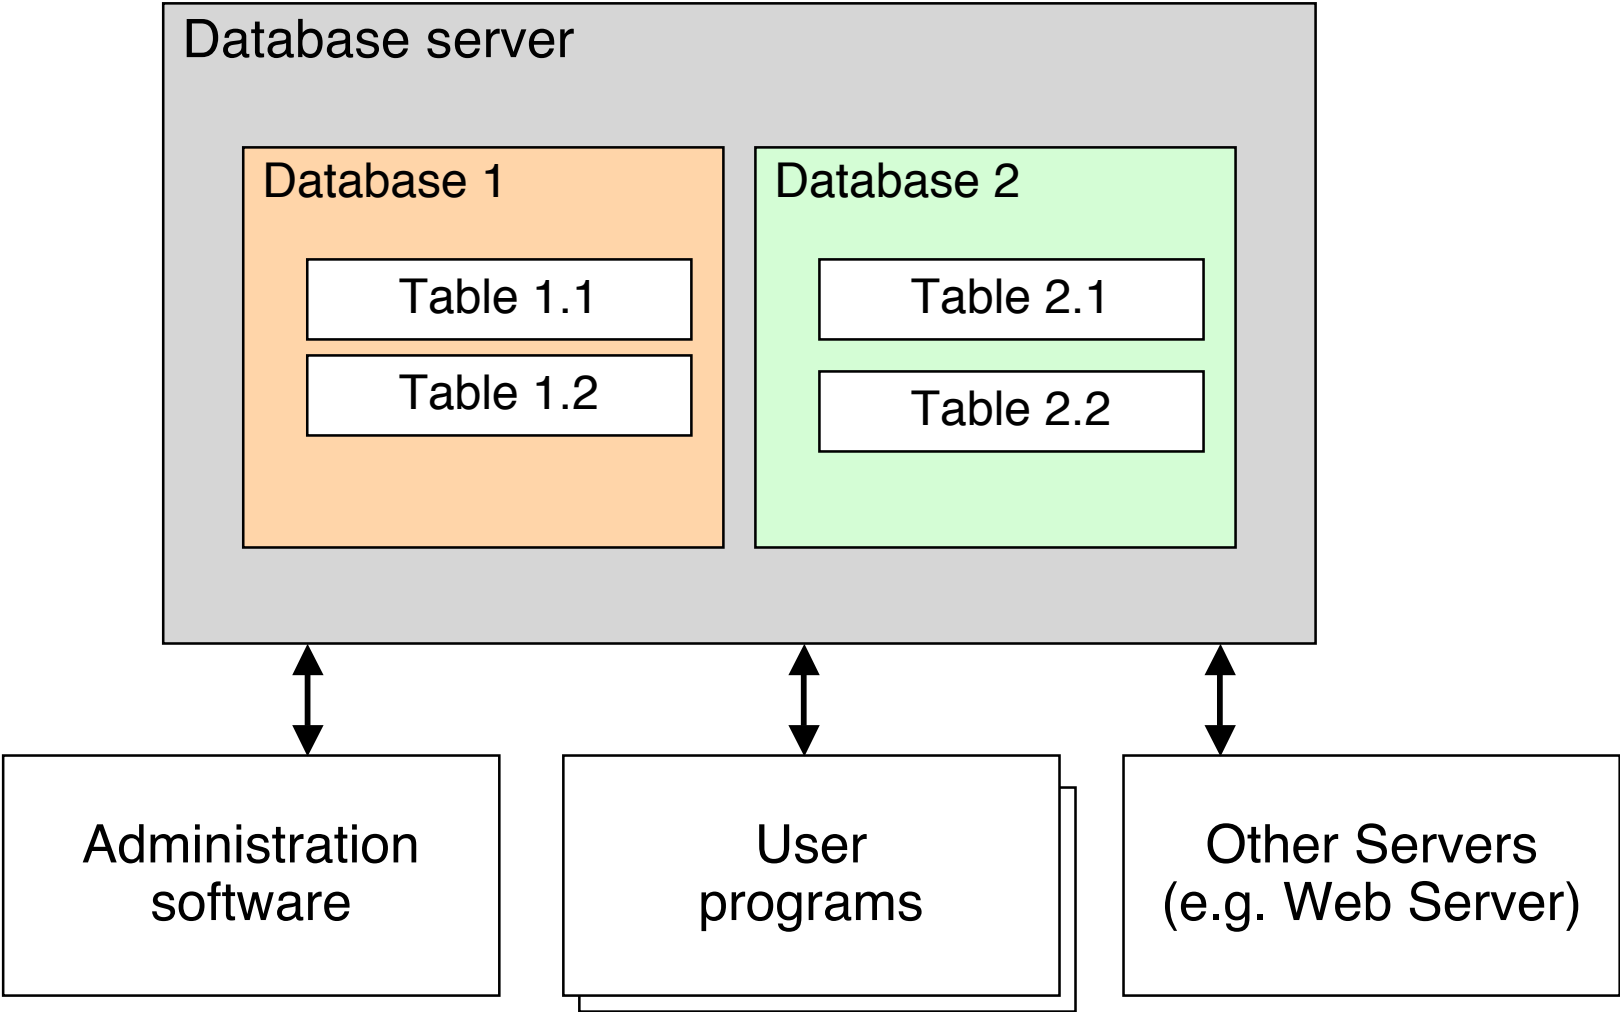 Database server
Database 1
Table 1.1
Table 1.2
Database 2
Table 2.1
Table 2.2
Administration
software
User
programs
Other Servers
(e.g. Web Server)